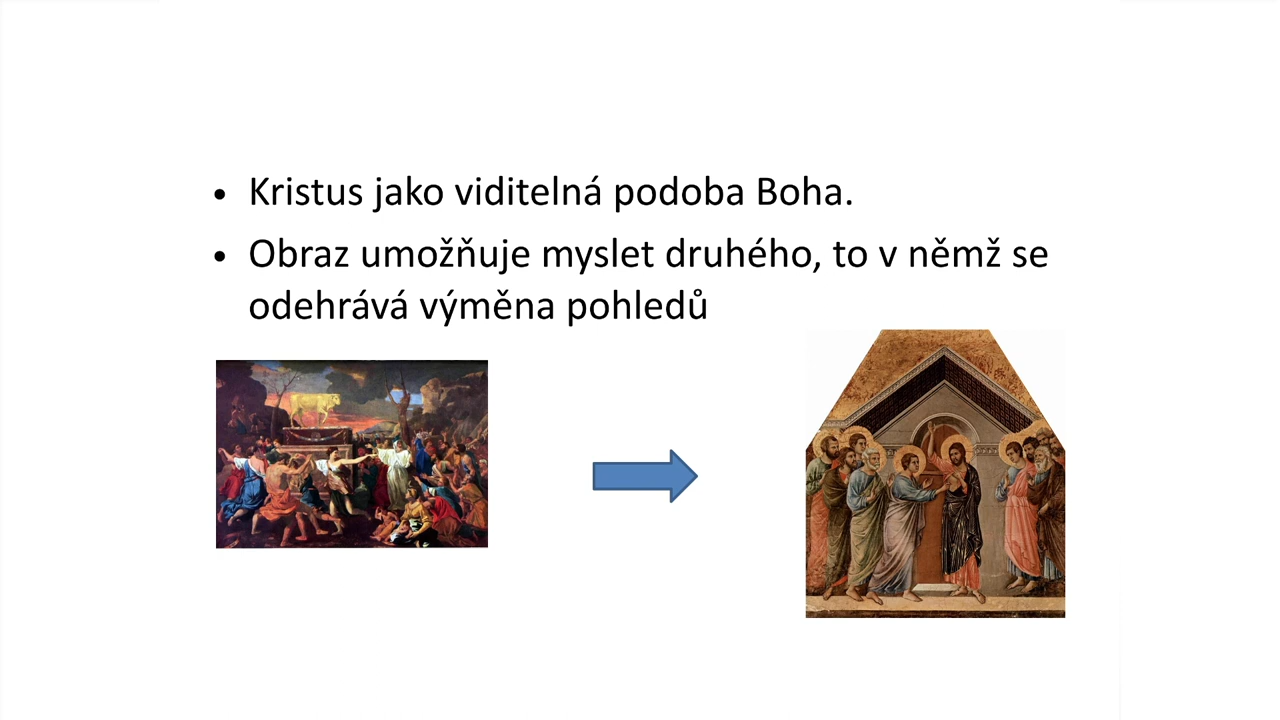 • Kristus jako viditelná podoba Boha.
• Obraz umožňuje myslet druhého, to v němž se
odehrává výměna pohledů